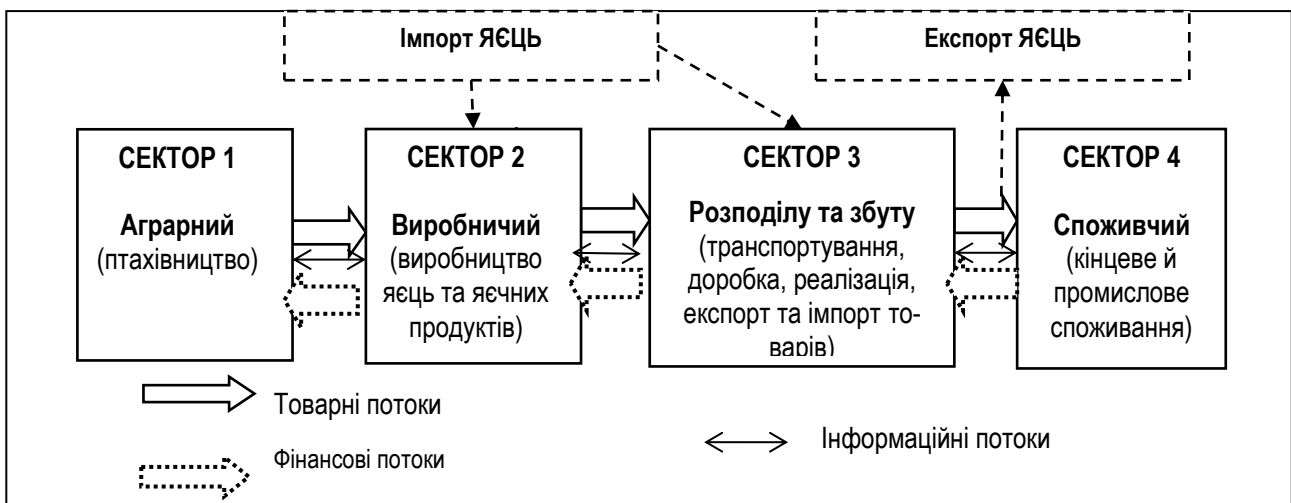 Імпорт ЯЄЦЬ
Експорт ЯЄЦЬ
СЕКТОР 1
Аграрний
(птахівництво)
СЕКТОР 2
Виробничий
(виробництво
яєць та яєчних
продуктів)
СЕКТОР 3
Розподілу та збуту
(транспортування,
доробка, реалізація,
експорт та імпорт то-
варів)
СЕКТОР 4
Споживчий
(кінцеве й
промислове
споживання)
Товарні потоки
Фінансові потоки
Інформаційні потоки